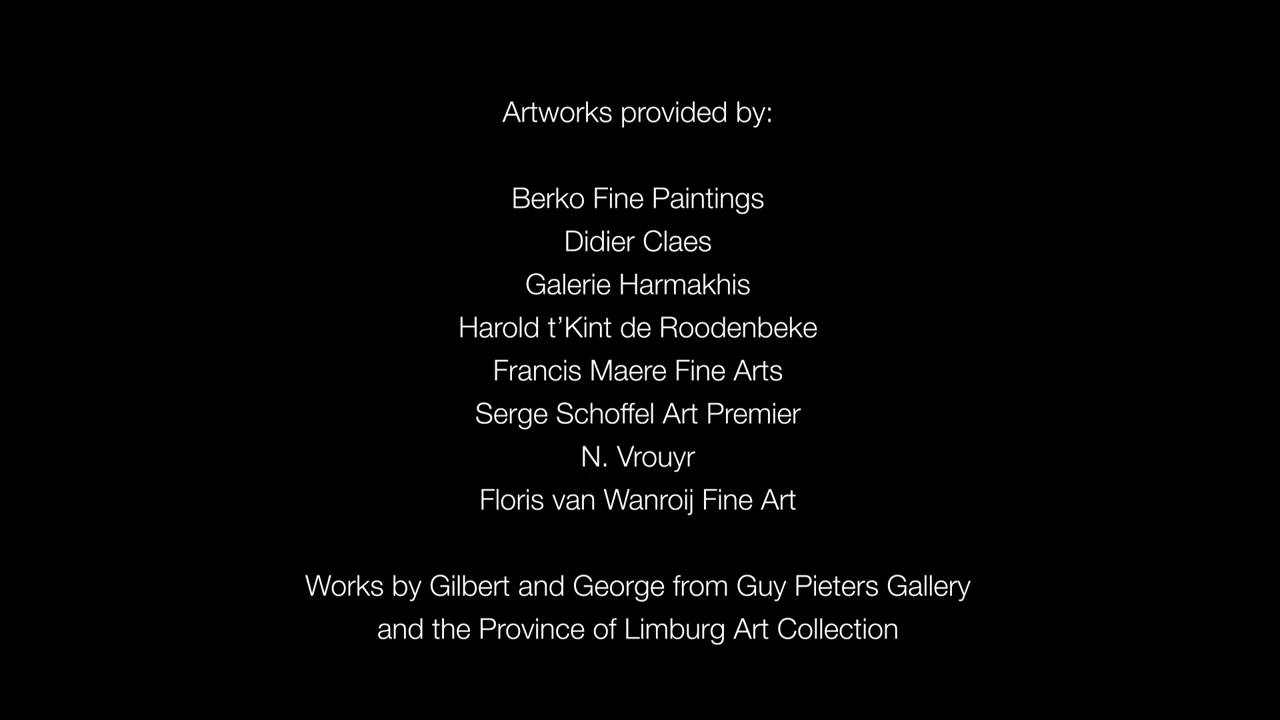 Artworks provided by:
Berko Fine Paintings
Didier Claes
Galerie Harmakhis
Harold t’Kint de Roodenbeke
Francis Maere Fine Arts
Serge Schoffel Art Premier
N. Vrouyr
Floris van Wanroij Fine Art
Works by Gilbert and George from Guy Pieters Gallery
and the Province of Limburg Art Collection